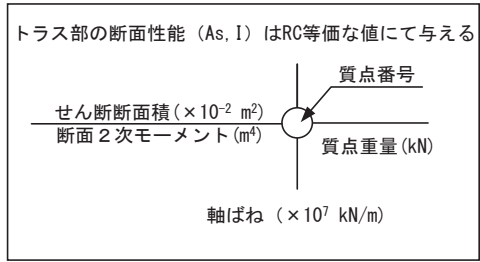 トラス部の断面性能（As,I）はRC等価な値にて与える
質点番号
せん断断面積(×10⁻² m²)
断面２次モーメント(m⁴)
質点重量(kN)
軸ばね（×10⁷ kN/m）